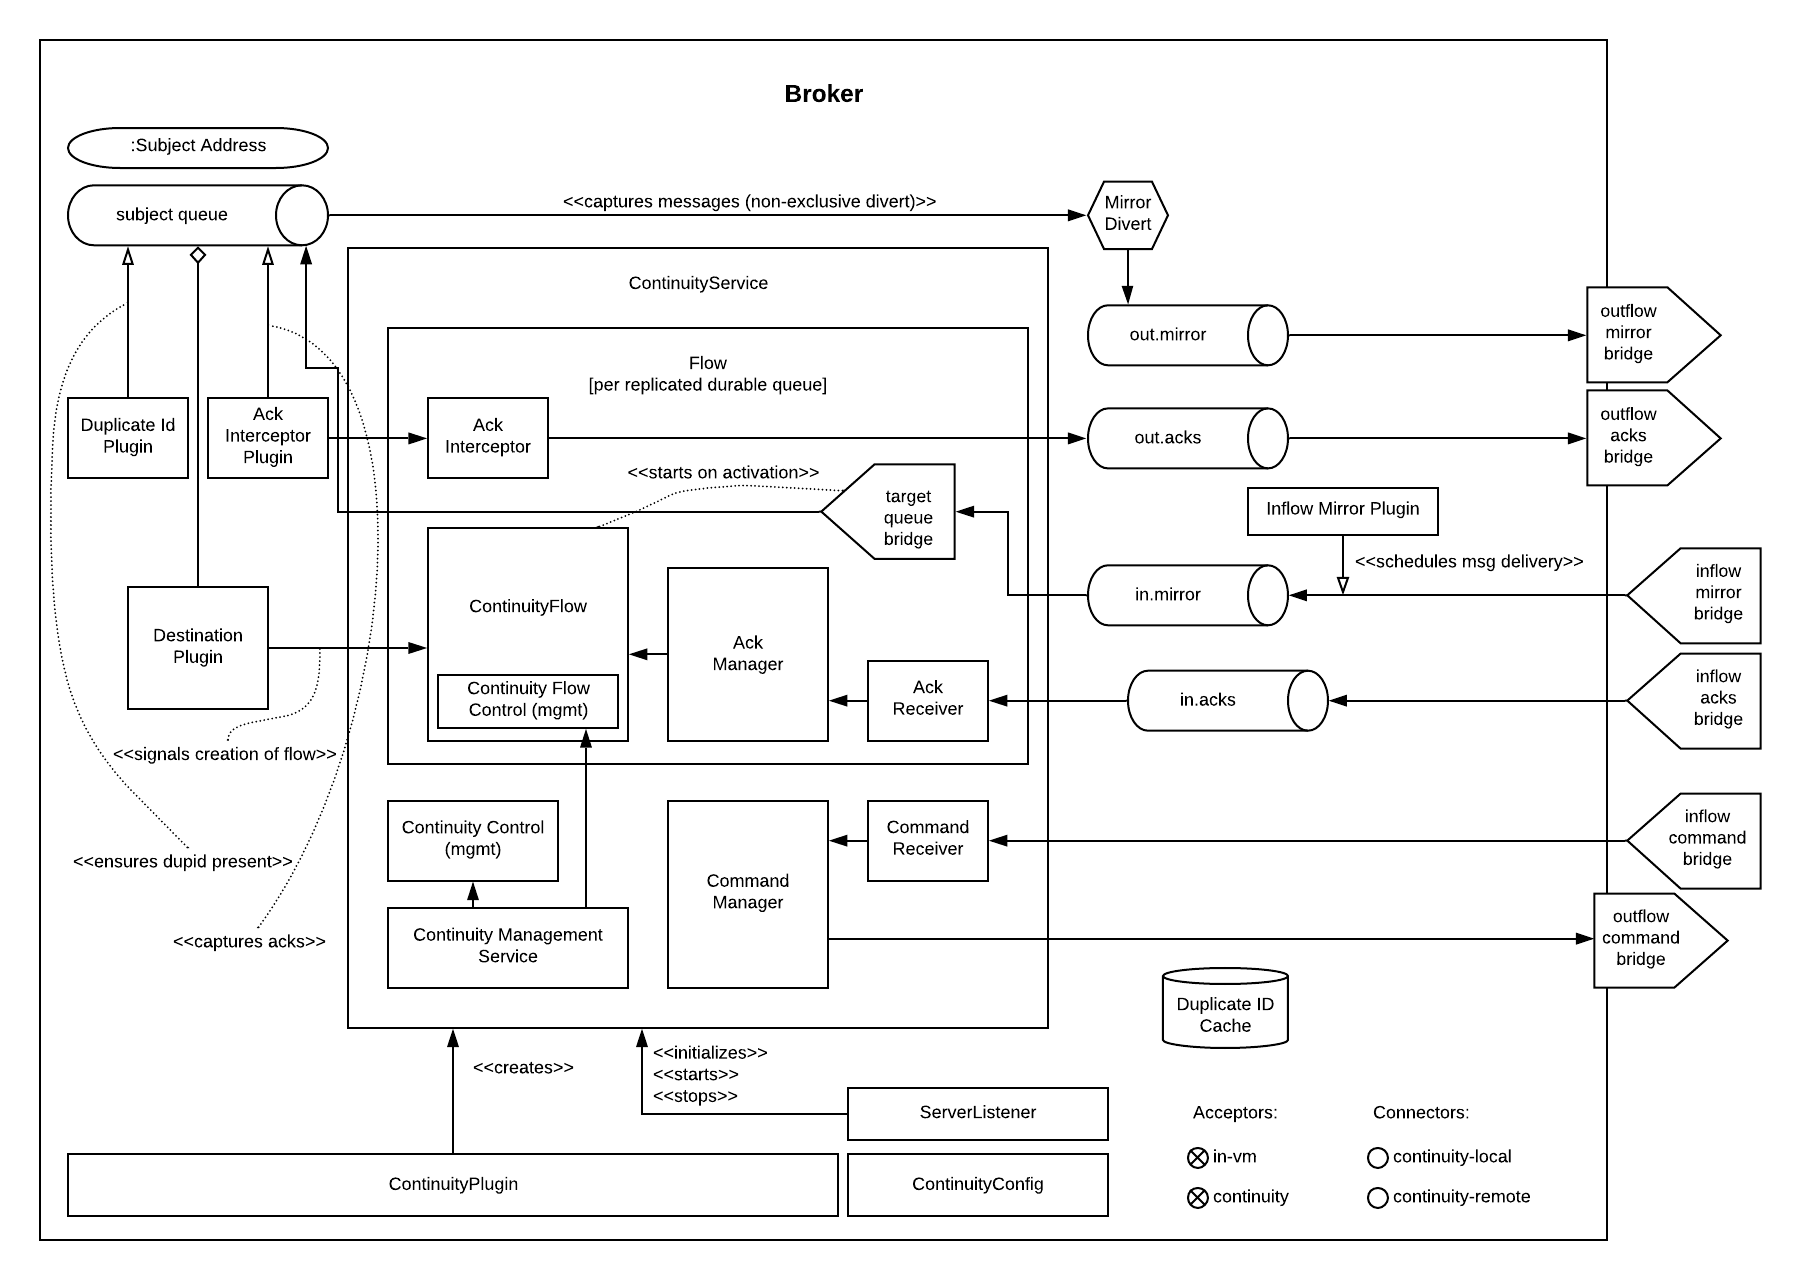 Broker
:Subject Address
subject queue
<<captures messages (non-exclusive divert)>>
Mirror
Divert
ContinuityService
out.mirror
outflow
mirror
bridge
Flow
[per replicated durable queue]
Duplicate Id
Plugin
Ack
Interceptor
Plugin
Ack
Interceptor
out.acks
outflow
acks
bridge
<<starts on activation>>
target
queue
bridge
Inflow Mirror Plugin
<<schedules msg delivery>>
in.mirror
inflow
mirror
bridge
ContinuityFlow
Destination
Plugin
Ack
Manager
Continuity Flow
Control (mgmt)
Ack
Receiver
in.acks
inflow
acks
bridge
<<signals creation of flow>>
<<ensures dupid present>>
<<captures acks>>
Continuity Control
(mgmt)
Command
Manager
Command
Receiver
inflow
command
bridge
Continuity Management
Service
outflow
command
bridge
Duplicate ID
Cache
<<creates>>
<<initializes>>
<<starts>>
<<stops>>
ServerListener
ContinuityPlugin
ContinuityConfig
Acceptors:
in-vm
continuity
Connectors:
continuity-local
continuity-remote